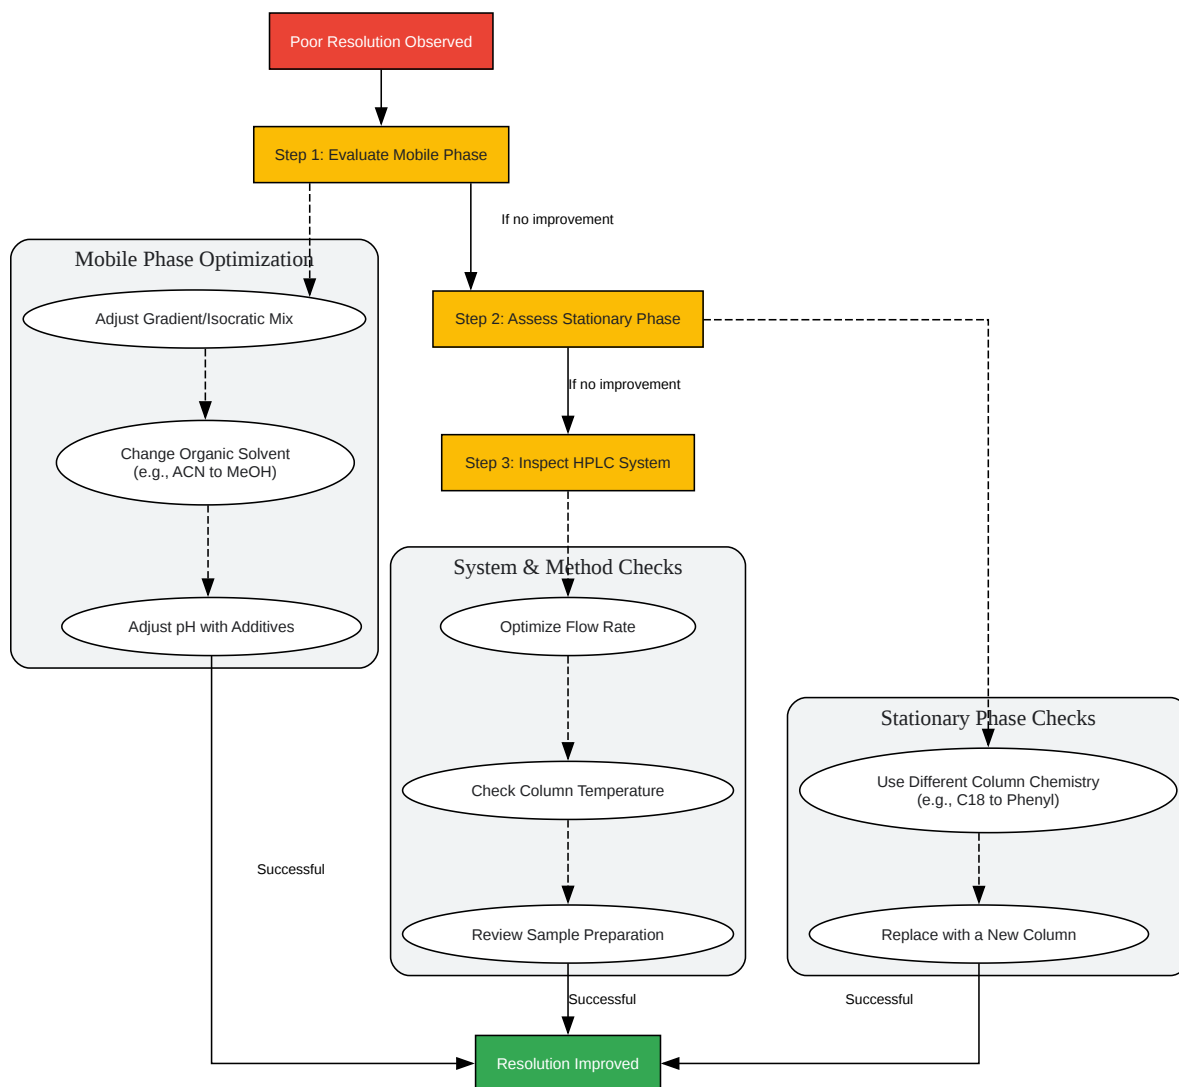 Poor Resolution Observed
Step 1: Evaluate Mobile Phase
If no improvement
Mobile Phase Optimization
Adjust Gradient/Isocratic Mix
Step 2: Assess Stationary Phase
If no improvement
Change Organic Solvent
(e.g., ACN to MeOH)
Step 3: Inspect HPLC System
System & Method Checks
Adjust pH with Additives
Optimize Flow Rate
Stationary Phase Checks
Check Column Temperature
Use Different Column Chemistry
(e.g., C18 to Phenyl)
Successful
Review Sample Preparation
Replace with a New Column
Successful
Successful
Resolution Improved